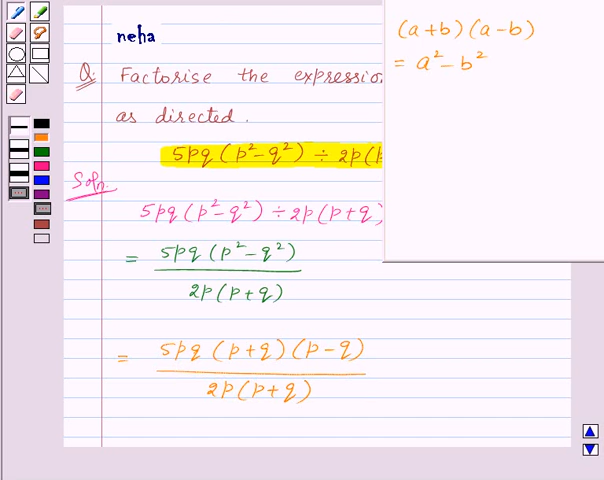 neha
Q. Factorise the expression
as directed.
5pq (p² - q²) ÷ 2p(p
Soln.
5pq (p² - q²) ÷ 2p (p + q)
= 5pq (p² - q²)
2p (p + q)
= 5pq (p + q) (p - q)
2p (p + q)
(a + b) (a - b)
= a² - b²